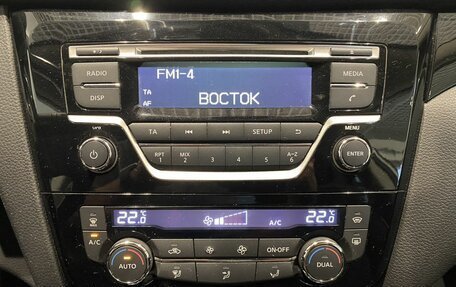 RADIO
FM1-4
MEDIA
DISP
TA
AF
ВОСТОК
TA SETUP
MENU
RPT 1 MIX 2 3 4 5 A-Z 6
ENTER
22.0°C 22.0°C
A/C
A/C
ON·OFF
AUTO
DUAL